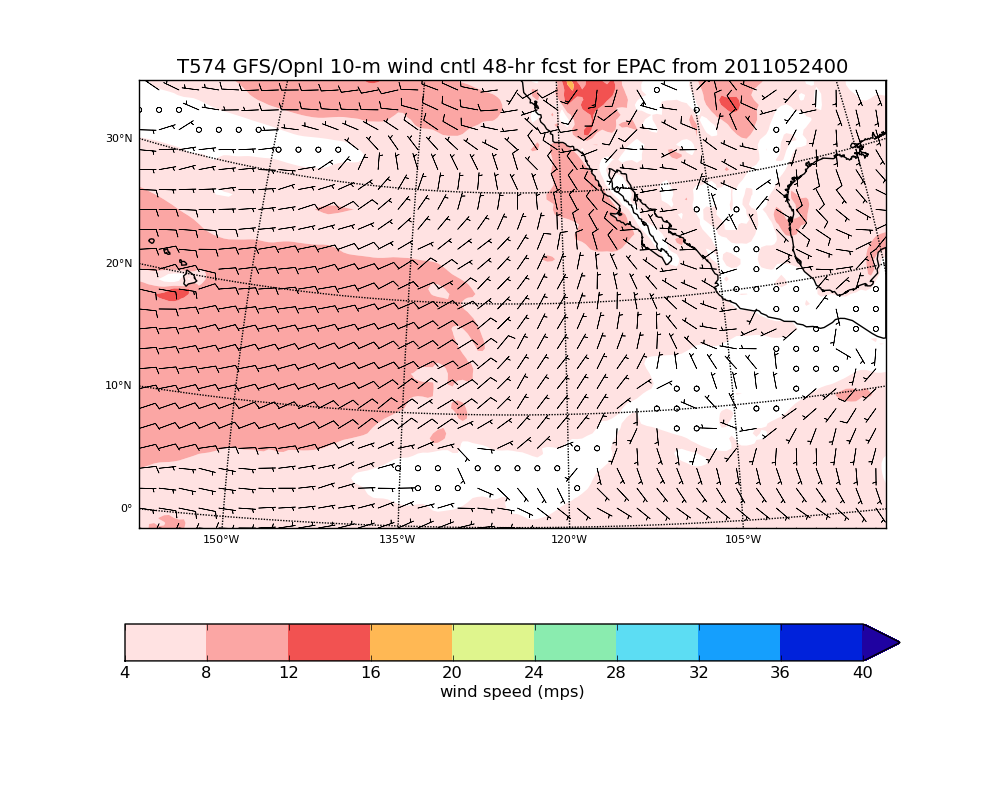 T574 GFS/Opnl 10-m wind cntl 48-hr fcst for EPAC from 2011052400
30°N
20°N
10°N
0°
150°W 135°W 120°W 105°W
4 8 12 16 20 24 28 32 36 40
wind speed (mps)